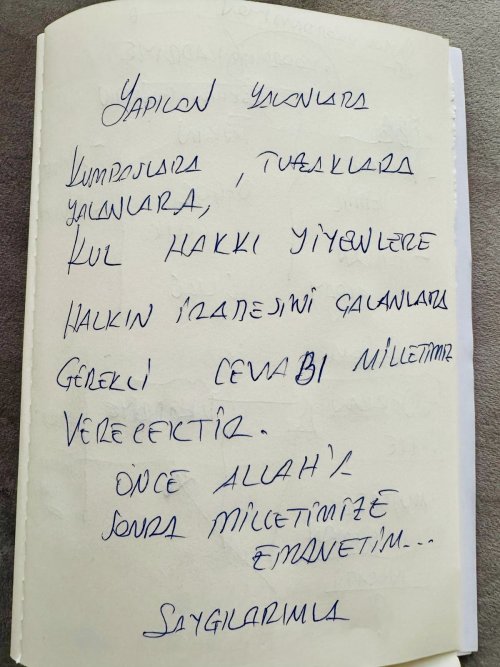 YAPILAN YALANLARA
KUMPASLARA, TUZAKLARA
YALANLARA,
KUL HAKKI YİYENLERE
HALKIN İRADESİNİ ÇALANLARA
GEREKLİ CEVABI MİLLETİMİZ
VERECEKTİR.
ÖNCE ALLAH'A
SONRA MİLLETİMİZE
EMANETİM...
SAYGILARIMLA